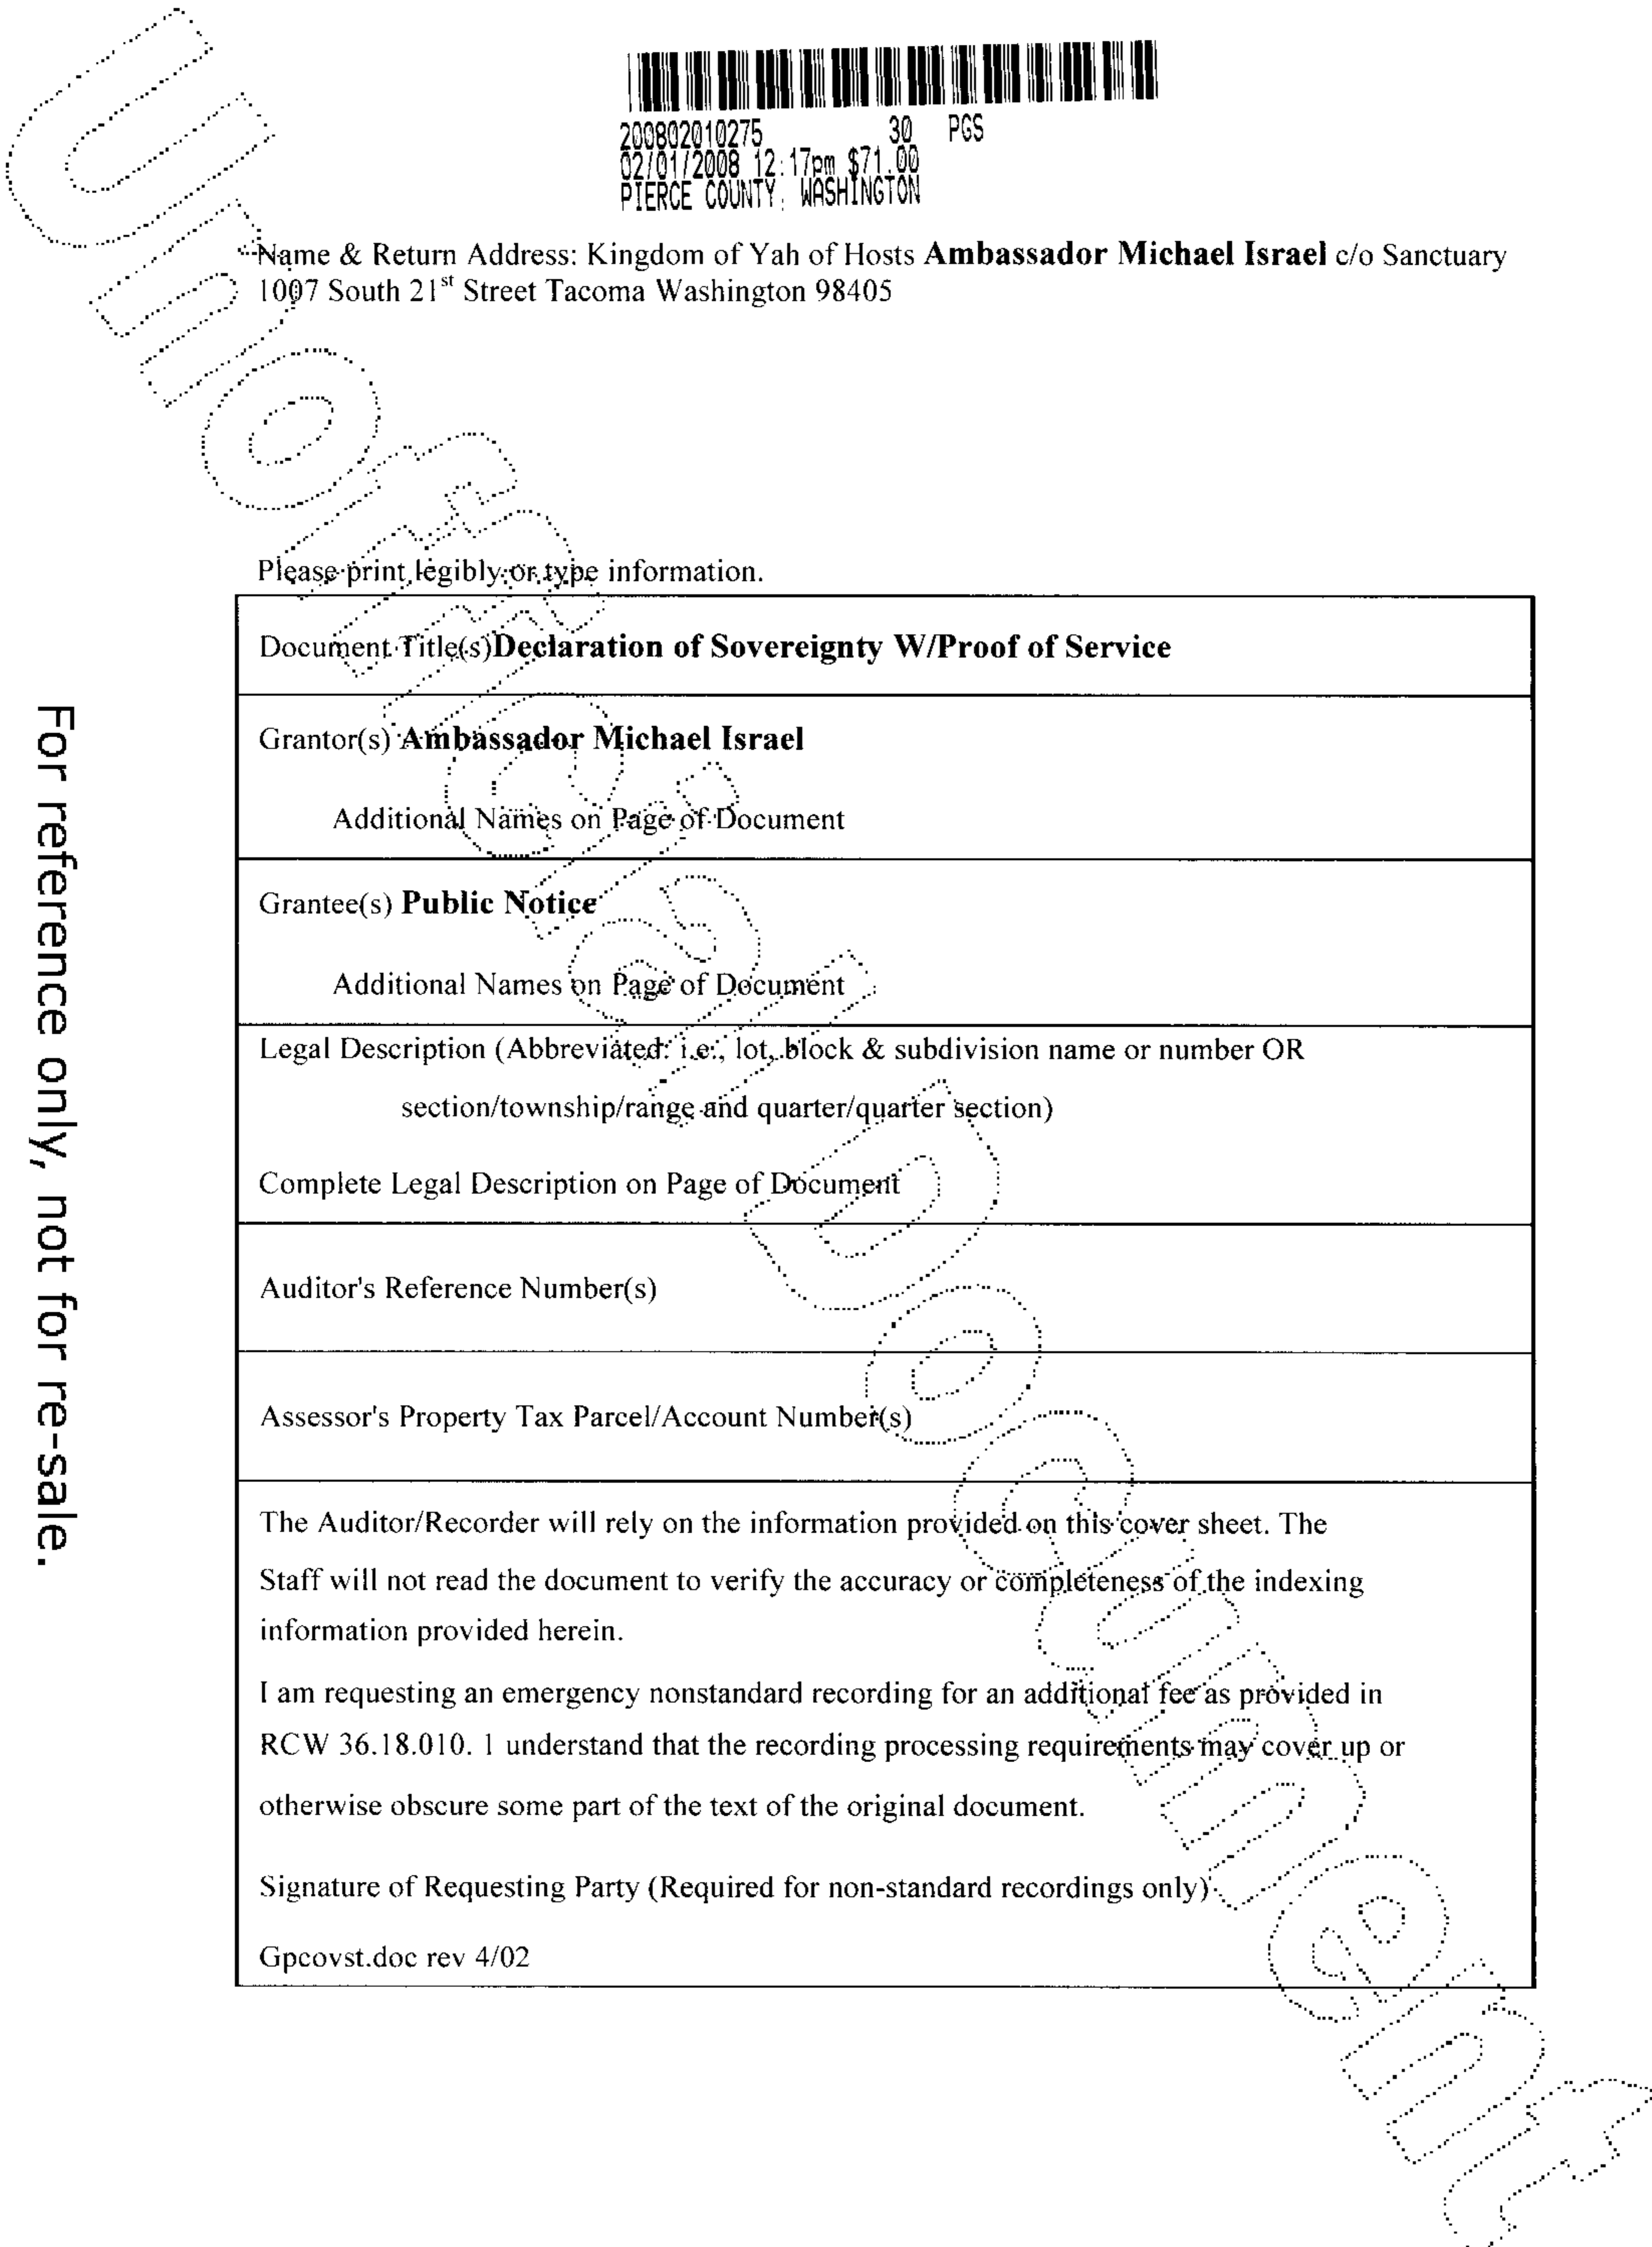 200802010275 30 PGS
02/01/2008 12:17pm $71.00
PIERCE COUNTY, WASHINGTON
Name & Return Address: Kingdom of Yah of Hosts Ambassador Michael Israel c/o Sanctuary
1007 South 21st Street Tacoma Washington 98405
Please print legibly or type information.
Document Title(s)Declaration of Sovereignty W/Proof of Service
Grantor(s) Ambassador Michael Israel
Additional Names on Page of Document
Grantee(s) Public Notice
Additional Names on Page of Document
Legal Description (Abbreviated: i.e., lot, block & subdivision name or number OR
section/township/range and quarter/quarter section)
Complete Legal Description on Page of Document
Auditor's Reference Number(s)
Assessor's Property Tax Parcel/Account Number(s)
The Auditor/Recorder will rely on the information provided on this cover sheet. The
Staff will not read the document to verify the accuracy or completeness of the indexing
information provided herein.
I am requesting an emergency nonstandard recording for an additional fee as provided in
RCW 36.18.010. 1 understand that the recording processing requirements may cover up or
otherwise obscure some part of the text of the original document.
Signature of Requesting Party (Required for non-standard recordings only)
Gpcovst.doc rev 4/02
For reference only, not for re-sale.
Unofficial Document